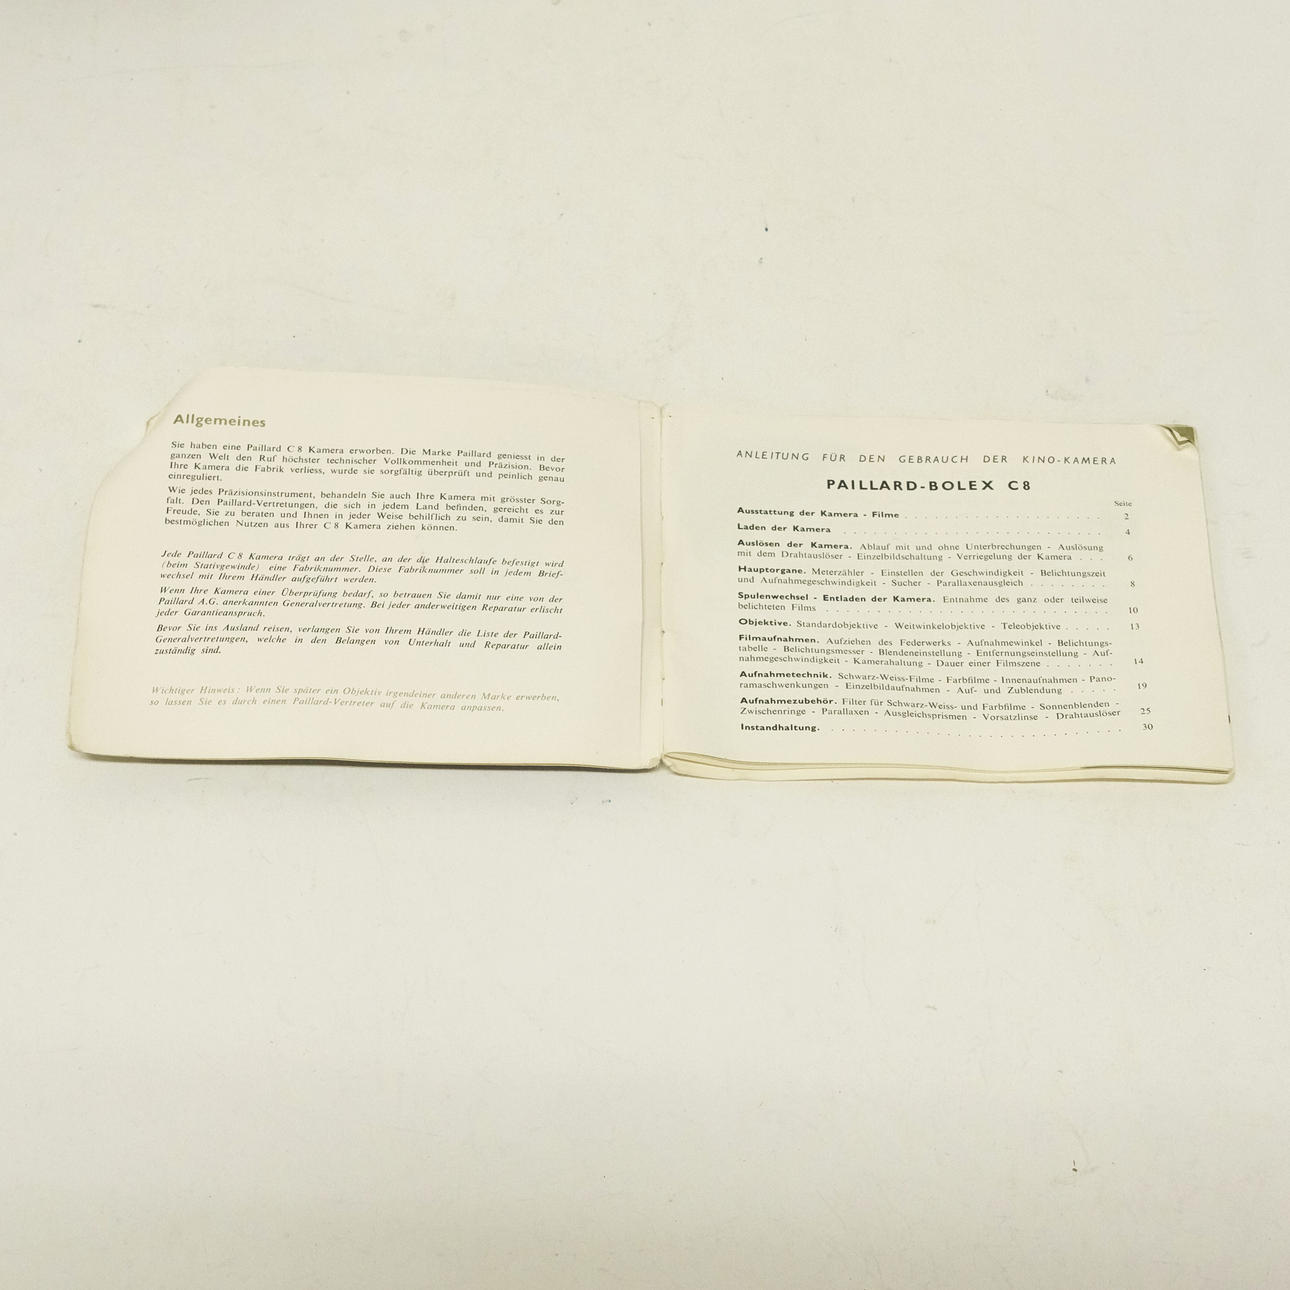 Allgemeines
Sie haben eine Paillard C 8 Kamera erworben. Die Marke Paillard geniesst in der
ganzen Welt den Ruf höchster technischer Vollkommenheit und Präzision. Bevor
Ihre Kamera die Fabrik verliess, wurde sie sorgfältig überprüft und peinlich genau
einreguliert.
Wie jedes Präzisionsinstrument, behandeln Sie auch Ihre Kamera mit grösster Sorg-
falt. Den Paillard-Vertretungen, die sich in jedem Land befinden, gereicht es zur
Freude, Sie zu beraten und Ihnen in jeder Weise behilflich zu sein, damit Sie den
bestmöglichen Nutzen aus Ihrer C 8 Kamera ziehen können.
Jede Paillard C 8 Kamera trägt an der Stelle, an der die Halteschlaufe befestigt wird
(beim Stativgewinde) eine Fabriknummer. Diese Fabriknummer soll in jedem Brief-
wechsel mit Ihrem Händler aufgeführt werden.
Wenn Ihre Kamera einer Überprüfung bedarf, so betrauen Sie damit nur eine von der
Paillard A.G. anerkannten Generalvertretung. Bei jeder anderweitigen Reparatur erlischt
jeder Garantieanspruch.
Bevor Sie ins Ausland reisen, verlangen Sie von Ihrem Händler die Liste der Paillard-
Generalvertretungen, welche in den Belangen von Unterhalt und Reparatur allein
zuständig sind.
Wichtiger Hinweis : Wenn Sie später ein Objektiv irgendeiner anderen Marke erwerben,
so lassen Sie es durch einen Paillard-Vertreter auf die Kamera anpassen.
ANLEITUNG FÜR DEN GEBRAUCH DER KINO-KAMERA
PAILLARD-BOLEX C8
Seite
Ausstattung der Kamera - Filme . . . . . . . . . . . . . . . . 2
Laden der Kamera . . . . . . . . . . . . . . . . . . . . 4
Auslösen der Kamera. Ablauf mit und ohne Unterbrechungen - Auslösung
mit dem Drahtauslöser - Einzelbildschaltung - Verriegelung der Kamera . . . 6
Hauptorgane. Meterzähler - Einstellen der Geschwindigkeit - Belichtungszeit
und Aufnahmegeschwindigkeit - Sucher - Parallaxenausgleich . . . . . . . . 8
Spulenwechsel - Entladen der Kamera. Entnahme des ganz oder teilweise
belichteten Films . . . . . . . . . . . . . . . . . . . . . . 10
Objektive. Standardobjektive - Weitwinkelobjektive - Teleobjektive . . . . . 13
Filmaufnahmen. Aufziehen des Federwerks - Aufnahmewinkel - Belichtungs-
tabelle - Belichtungsmesser - Blendeneinstellung - Entfernungseinstellung - Auf-
nahmegeschwindigkeit - Kamerahaltung - Dauer einer Filmszene . . . . . . . 14
Aufnahmetechnik. Schwarz-Weiss-Filme - Farbfilme - Innenaufnahmen - Pano-
ramaschwenkungen - Einzelbildaufnahmen - Auf- und Zublendung . . . . . 19
Aufnahmezubehör. Filter für Schwarz-Weiss- und Farbfilme - Sonnenblenden -
Zwischenringe - Parallaxen - Ausgleichsprismen - Vorsatzlinse - Drahtauslöser 25
Instandhaltung. . . . . . . . . . . . . . . . . . . . . . . 30